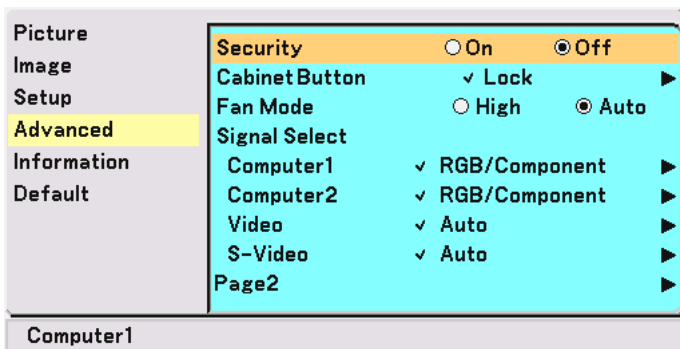 Picture
Image
Setup
Advanced
Information
Default
Security On Off
Cabinet Button Lock
Fan Mode High Auto
Signal Select
Computer1 RGB/Component
Computer2 RGB/Component
Video Auto
S-Video Auto
Page2
Computer1